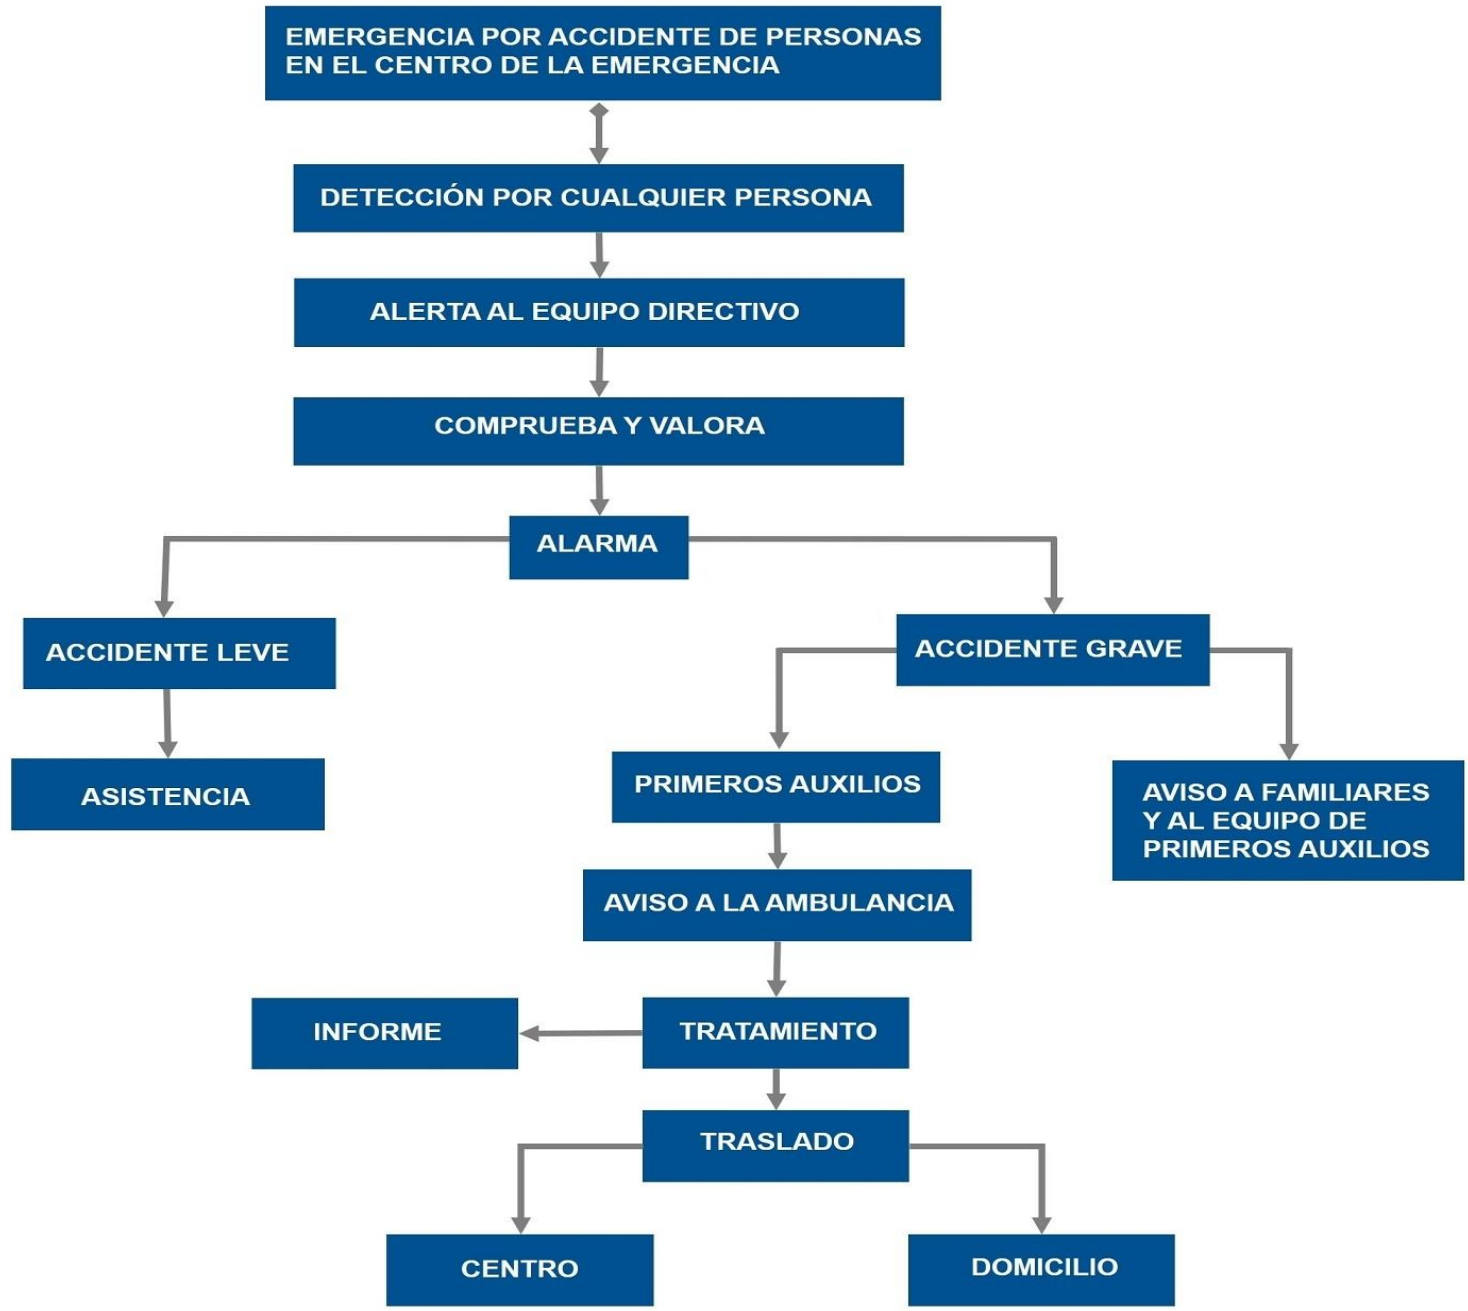 EMERGENCIA POR ACCIDENTE DE PERSONAS
EN EL CENTRO DE LA EMERGENCIA
DETECCIÓN POR CUALQUIER PERSONA
ALERTA AL EQUIPO DIRECTIVO
COMPRUEBA Y VALORA
ALARMA
ACCIDENTE LEVE
ACCIDENTE GRAVE
ASISTENCIA
PRIMEROS AUXILIOS
AVISO A FAMILIARES
Y AL EQUIPO DE
PRIMEROS AUXILIOS
AVISO A LA AMBULANCIA
INFORME
TRATAMIENTO
TRASLADO
CENTRO
DOMICILIO